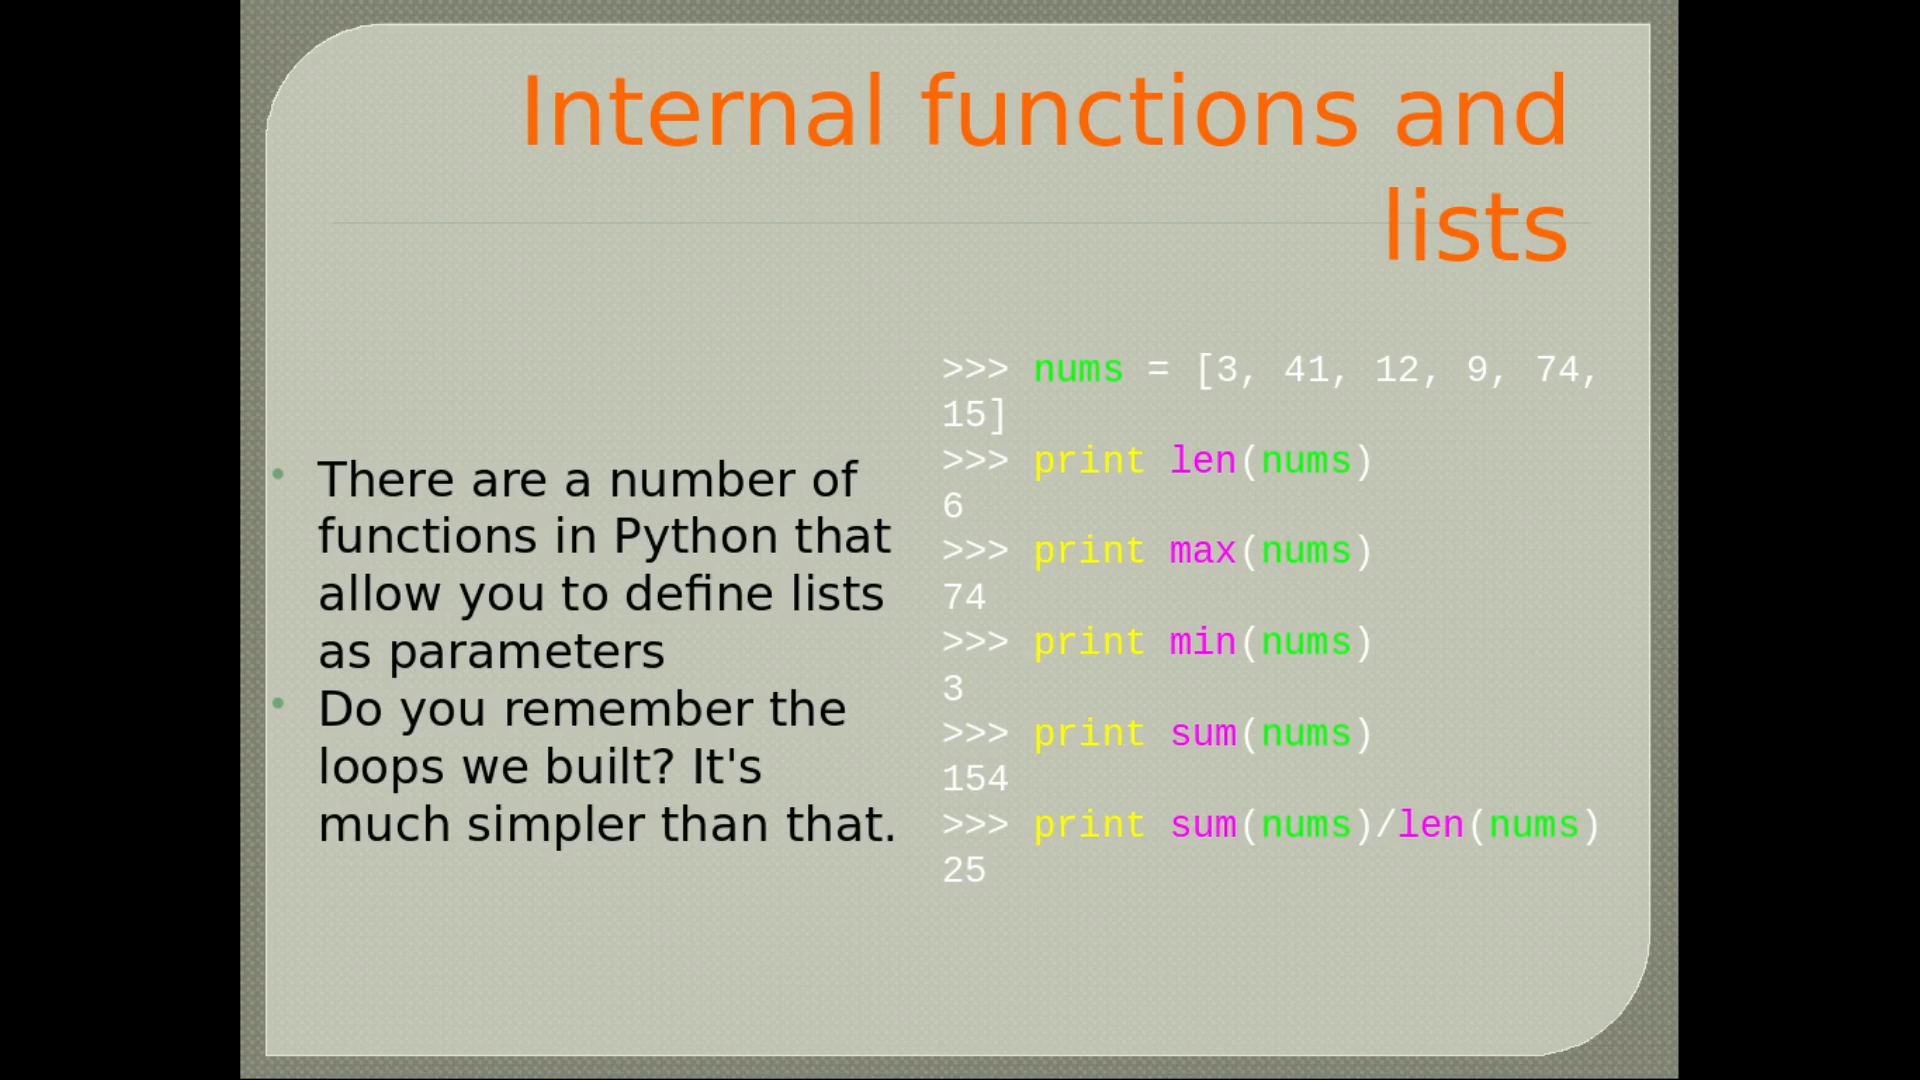 Internal functions and
lists
There are a number of
functions in Python that
allow you to define lists
as parameters
Do you remember the
loops we built? It's
much simpler than that.
>>> nums = [3, 41, 12, 9, 74,
15]
>>> print len(nums)
6
>>> print max(nums)
74
>>> print min(nums)
3
>>> print sum(nums)
154
>>> print sum(nums)/len(nums)
25